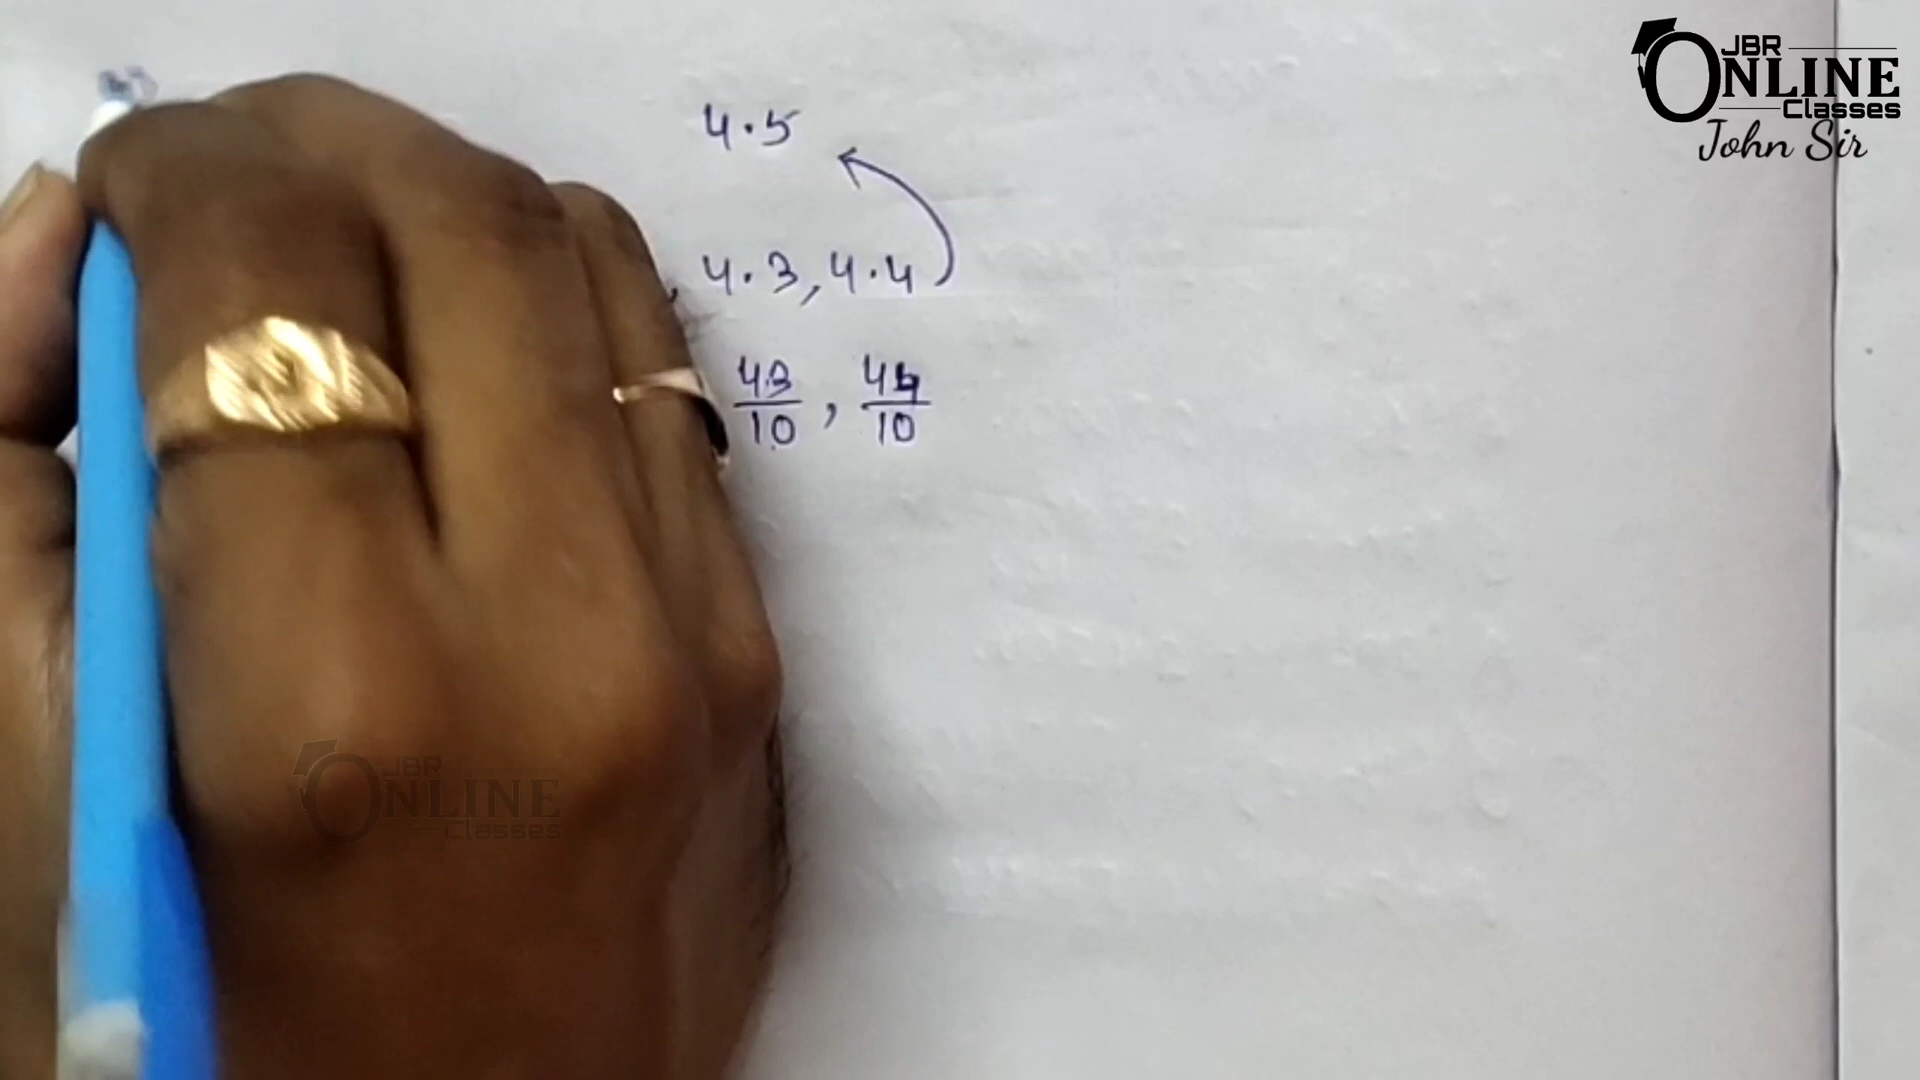 JBR
ONLINE
Classes
John Sir
4.5
, 4.3, 4.4
43/10 , 44/10
JBR
ONLINE
Classes